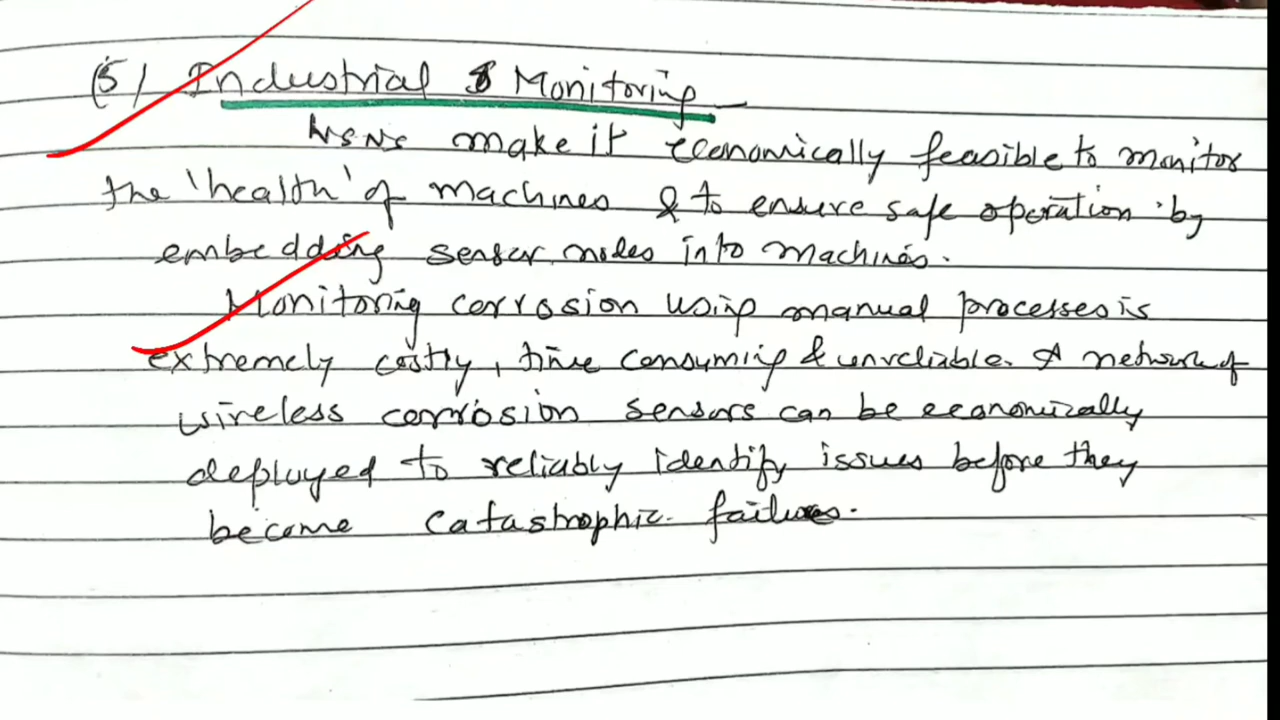 (5) Industrial Monitoring
WSNs make it economically feasible to monitor
the 'health' of machines & to ensure safe operation by
embedding sensor nodes into machines.
Monitoring corrosion using manual processes is
extremely costly, time consuming & unreliable. A network of
wireless corrosion sensors can be economically
deployed to reliably identify issues before they
become catastrophic failures.